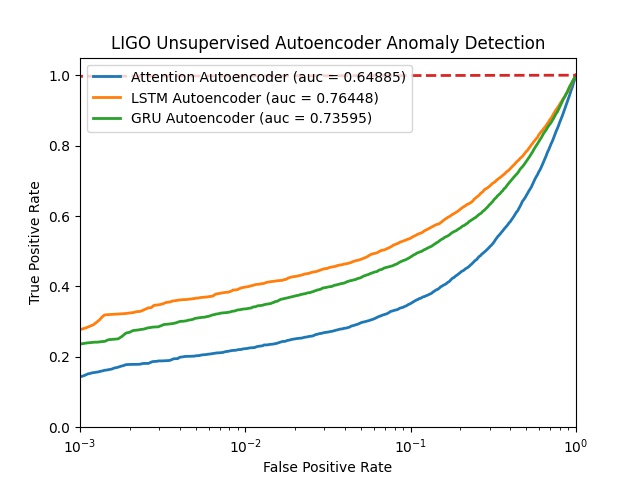 LIGO Unsupervised Autoencoder Anomaly Detection
Attention Autoencoder (auc = 0.64885)
LSTM Autoencoder (auc = 0.76448)
GRU Autoencoder (auc = 0.73595)
True Positive Rate
1.0
0.8
0.6
0.4
0.2
0.0
10⁻³ 10⁻² 10⁻¹ 10⁰
False Positive Rate